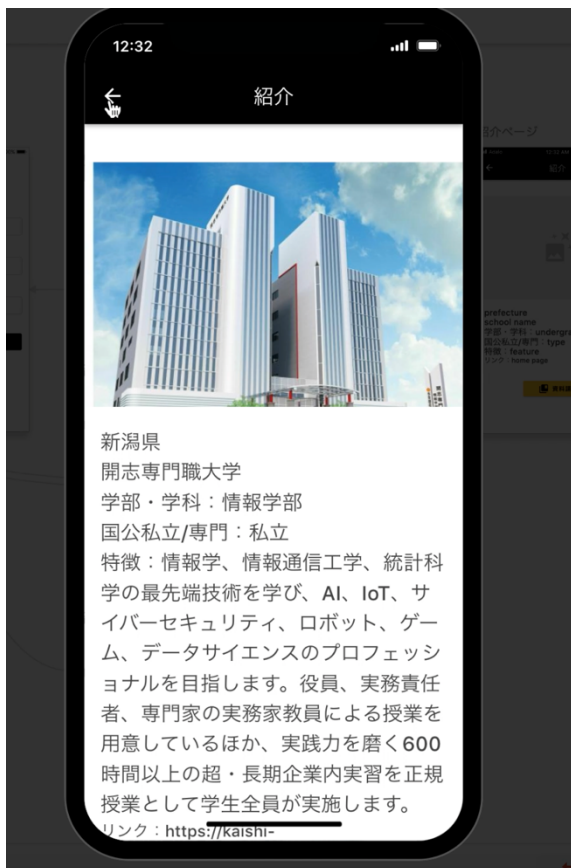 12:32
紹介
新潟県
開志専門職大学
学部・学科：情報学部
国公私立/専門：私立
特徴：情報学、情報通信工学、統計科
学の最先端技術を学び、AI、IoT、サ
イバーセキュリティ、ロボット、ゲー
ム、データサイエンスのプロフェッシ
ョナルを目指します。役員、実務責任
者、専門家の実務家教員による授業を
用意しているほか、実践力を磨く600
時間以上の超・長期企業内実習を正規
授業として学生全員が実施します。
リンク：https://kaishi-
介ページ
紹介
prefecture
school name
学部・学科：undergra
国公私立/専門：type
特徴：feature
リンク：home page